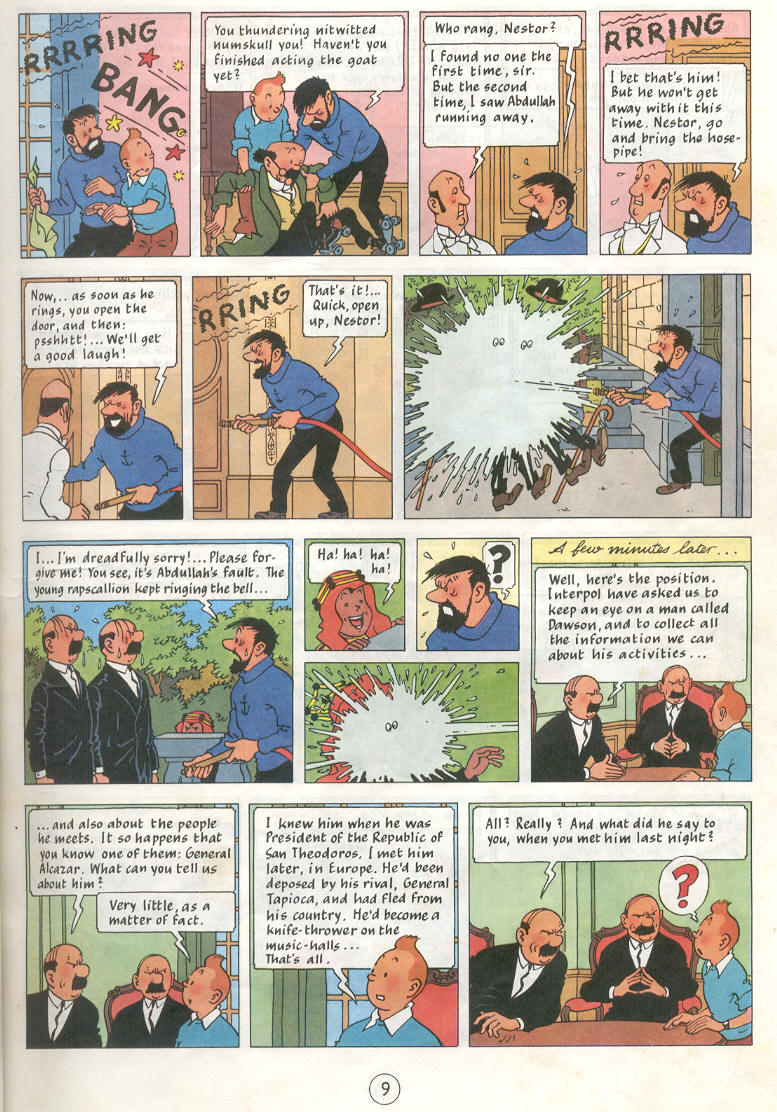 RRRRING
BANG
You thundering nitwitted
numskull you! Haven't you
finished acting the goat
yet?
Who rang, Nestor?
I found no one the
first time, sir.
But the second
time, I saw Abdullah
running away.
RRRING
I bet that's him!
But he won't get
away with it this
time. Nestor, go
and bring the hose-
pipe!
Now,.. as soon as he
rings, you open the
door, and then:
psshhtt!... We'll get
a good laugh!
RRING
That's it!...
Quick, open
up, Nestor!
I... I'm dreadfully sorry!... Please for-
give me! You see, it's Abdullah's fault. The
young rapscallion kept ringing the bell...
Ha! ha! ha!
ha!
?
A few minutes later...
Well, here's the position.
Interpol have asked us to
keep an eye on a man called
Dawson, and to collect all
the information we can
about his activities...
...and also about the people
he meets. It so happens that
you know one of them: General
Alcazar. What can you tell us
about him?
Very little, as a
matter of fact.
I knew him when he was
President of the Republic of
San Theodoros. I met him
later, in Europe. He'd been
deposed by his rival, General
Tapioca, and had fled from
his country. He'd become a
knife-thrower on the
music-halls...
That's all.
All? Really? And what did he say to
you, when you met him last night?
?
9